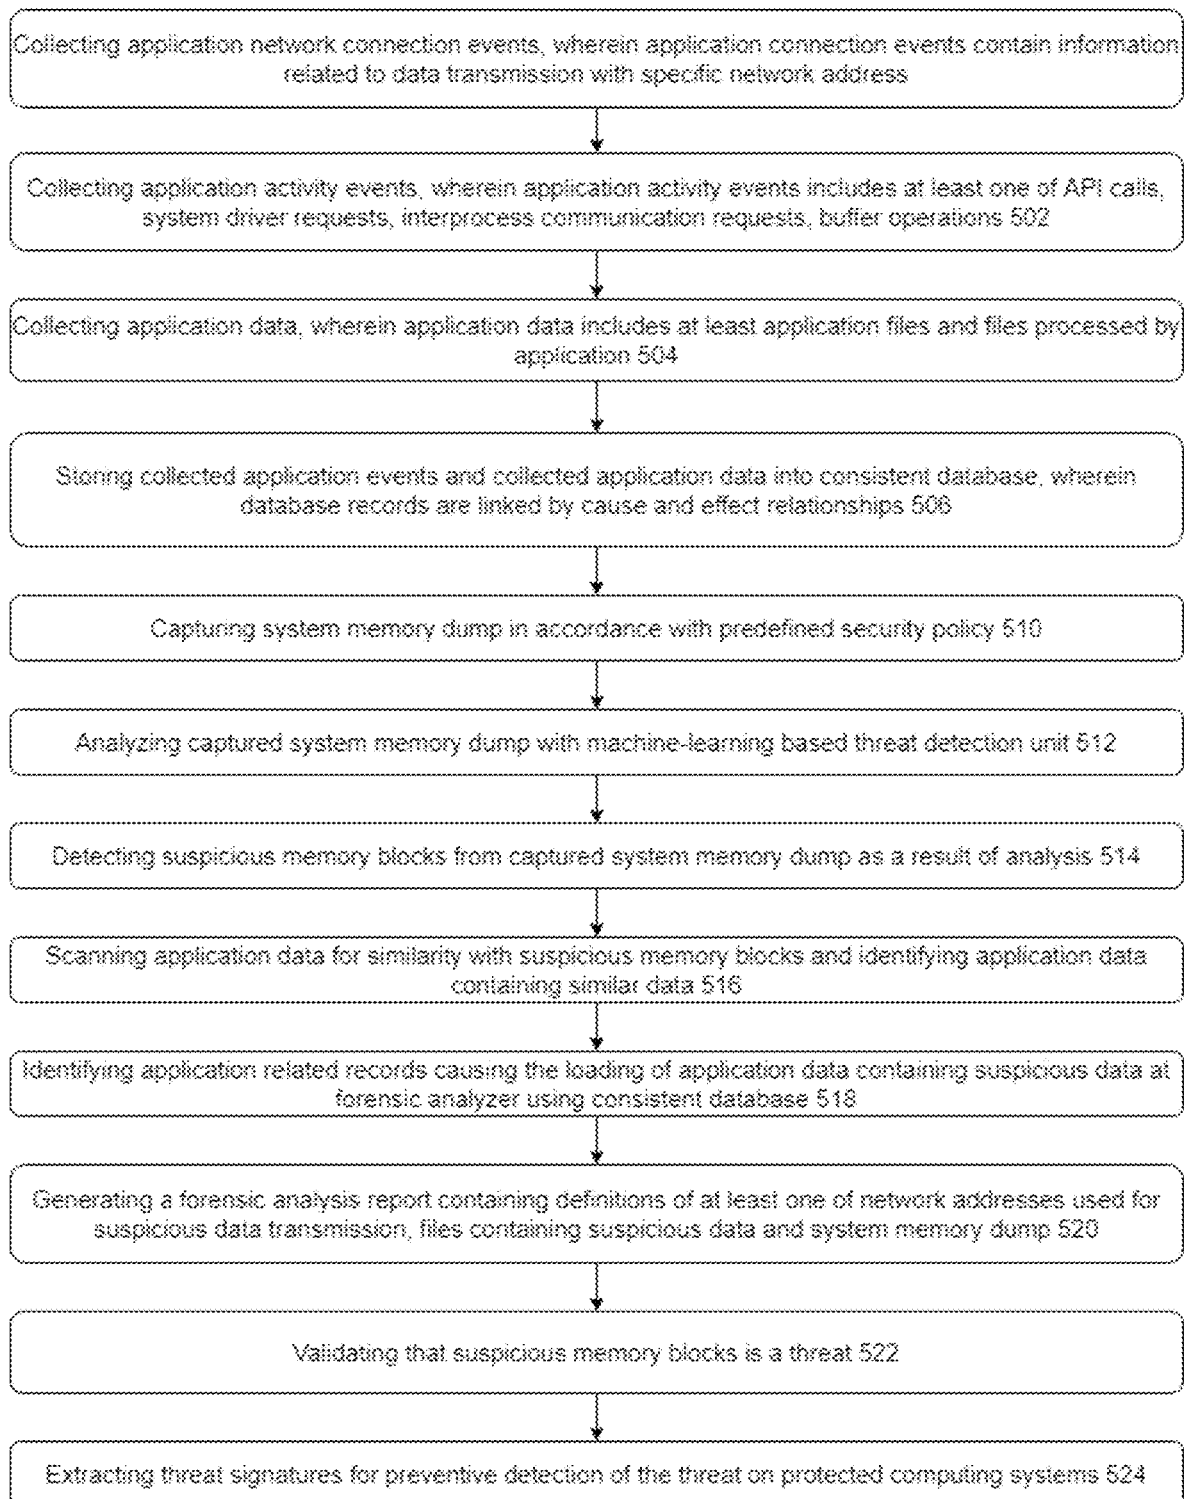 Collecting application network connection events, wherein application connection events contain information
related to data transmission with specific network address
Collecting application activity events, wherein application activity events includes at least one of API calls,
system driver requests, interprocess communication requests, buffer operations 502
Collecting application data, wherein application data includes at least application files and files processed by
application 504
Storing collected application events and collected application data into consistent database, wherein
database records are linked by cause and effect relationships 506
Capturing system memory dump in accordance with predefined security policy 510
Analyzing captured system memory dump with machine-learning based threat detection unit 512
Detecting suspicious memory blocks from captured system memory dump as a result of analysis 514
Scanning application data for similarity with suspicious memory blocks and identifying application data
containing similar data 516
Identifying application related records causing the loading of application data containing suspicious data at
forensic analyzer using consistent database 518
Generating a forensic analysis report containing definitions of at least one of network addresses used for
suspicious data transmission, files containing suspicious data and system memory dump 520
Validating that suspicious memory blocks is a threat 522
Extracting threat signatures for preventive detection of the threat on protected computing systems 524